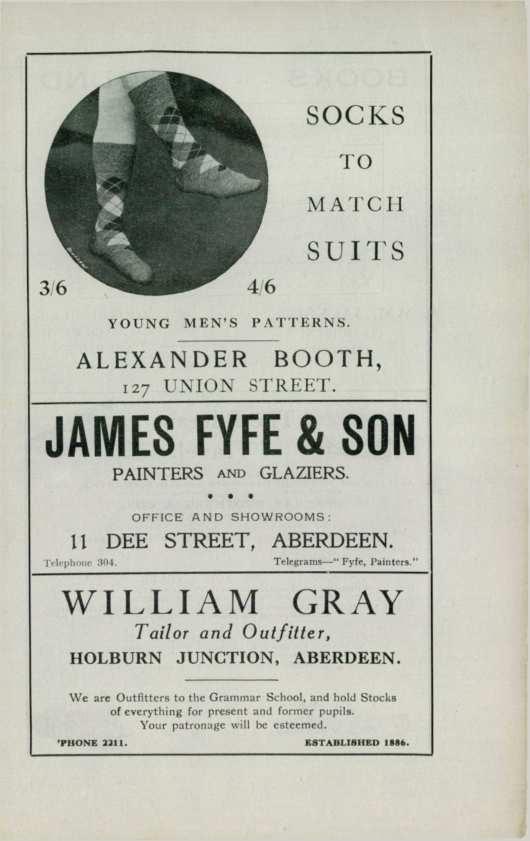 SOCKS
TO
MATCH
SUITS
3/6 4/6
YOUNG MEN'S PATTERNS.
ALEXANDER BOOTH,
127 UNION STREET.
JAMES FYFE & SON
PAINTERS AND GLAZIERS.
• • •
OFFICE AND SHOWROOMS:
11 DEE STREET, ABERDEEN.
Telephone 304. Telegrams—"Fyfe, Painters."
WILLIAM GRAY
Tailor and Outfitter,
HOLBURN JUNCTION, ABERDEEN.
We are Outfitters to the Grammar School, and hold Stocks
of everything for present and former pupils.
Your patronage will be esteemed.
'PHONE 2211. ESTABLISHED 1886.